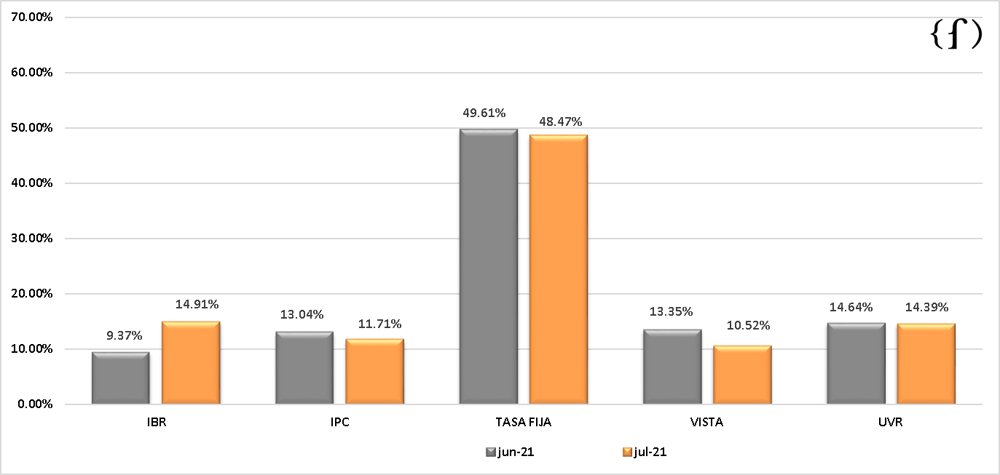 70.00%
60.00%
50.00%
40.00%
30.00%
20.00%
10.00%
0.00%
49.61%
48.47%
14.91%
9.37%
13.04%
11.71%
13.35%
10.52%
14.64%
14.39%
IBR
IPC
TASA FIJA
VISTA
UVR
jun-21
jul-21